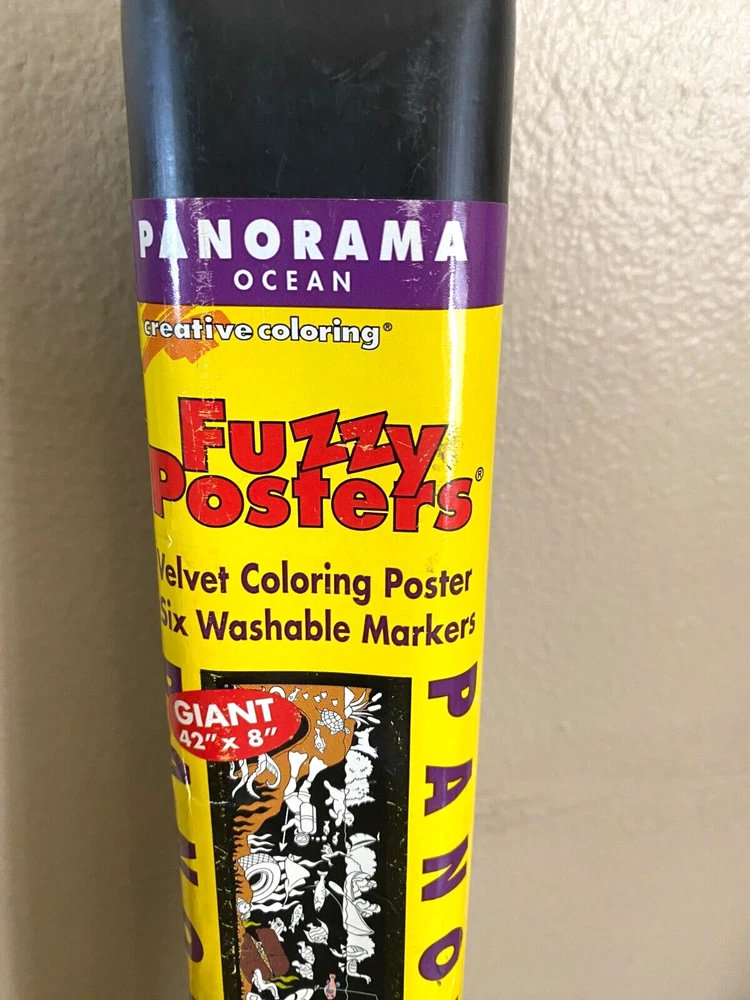 PANORAMA
OCEAN
creative coloring®
Fuzzy
Posters®
Velvet Coloring Poster
Six Washable Markers
GIANT
42" x 8"
PANO